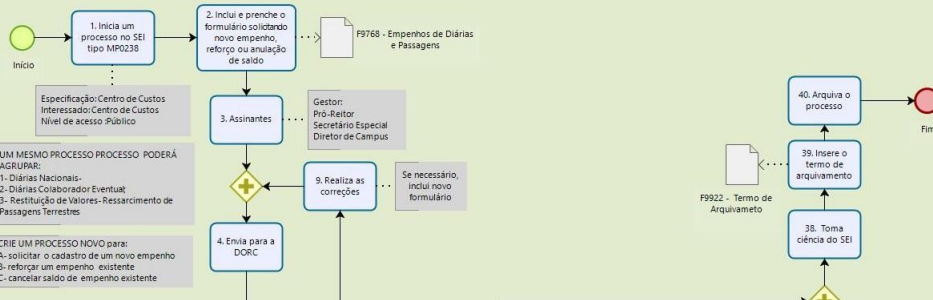 Início
1. Inicia um
processo no SEI
tipo MP0238
2. Inclui e prenche o
formulário solicitando
novo empenho,
reforço ou anulação
de saldo
F9768 - Empenhos de Diárias
e Passagens
Especificação: Centro de Custos
Interessado: Centro de Custos
Nível de acesso :Público
3. Assinantes
Gestor:
Pró-Reitor
Secretário Especial
Diretor de Campus
UM MESMO PROCESSO PROCESSO PODERÁ
AGRUPAR:
1- Diárias Nacionais-
2- Diárias Colaborador Eventual;
3- Restituição de Valores- Ressarcimento de
Passagens Terrestres
9. Realiza as
correções
Se necessário,
inclui novo
formulário
4. Envia para a
DORC
CRIE UM PROCESSO NOVO para:
A- solicitar o cadastro de um novo empenho
B- reforçar um empenho existente
C- cancelar saldo de empenho existente
40. Arquiva o
processo
Fim
39. Insere o
termo de
arquivamento
F9922 - Termo de
Arquivameto
38. Toma
ciência do SEI